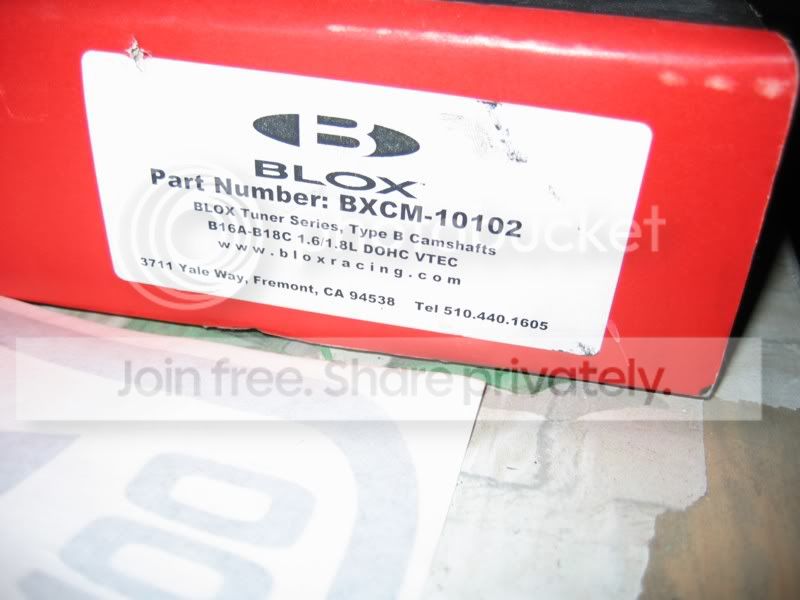 B
BLOX
Part Number: BXCM-10102
BLOX Tuner Series, Type B Camshafts
B16A-B18C 1.6/1.8L DOHC VTEC
www.bloxracing.com
3711 Yale Way, Fremont, CA 94538 Tel 510.440.1605
photobucket
Join free. Share privately.